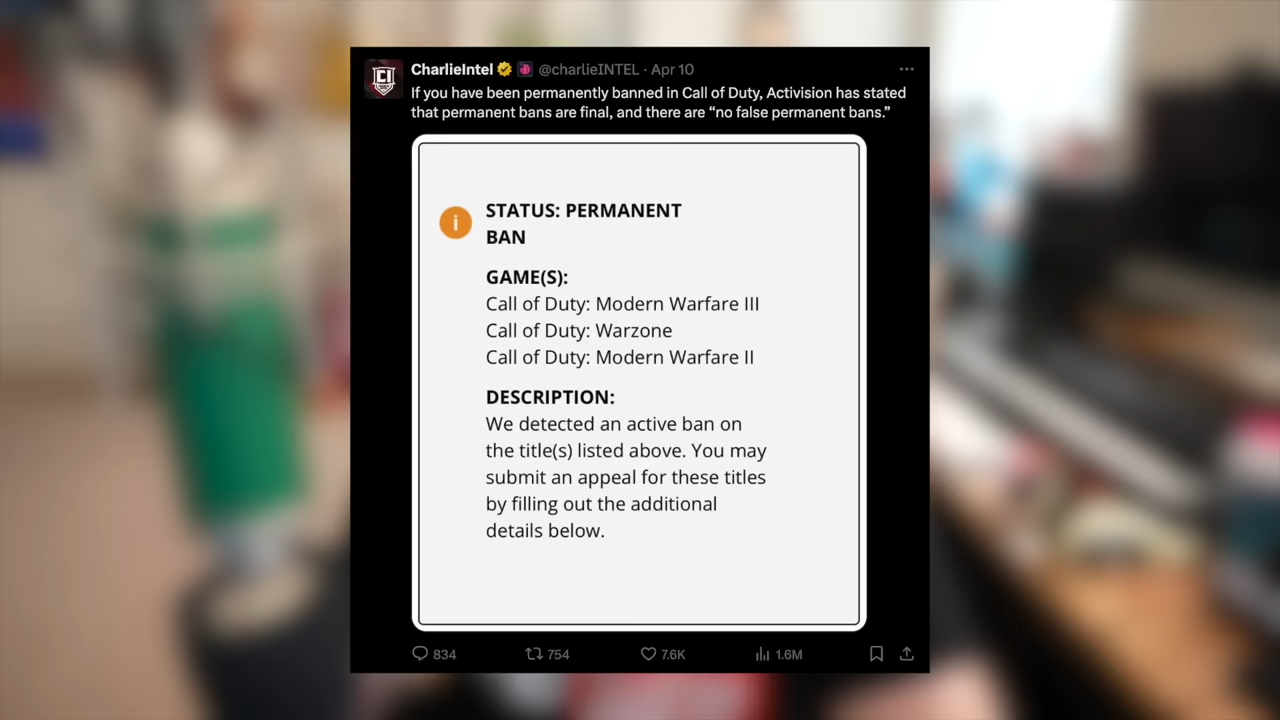 CharlieIntel @charlieINTEL · Apr 10
If you have been permanently banned in Call of Duty, Activision has stated
that permanent bans are final, and there are “no false permanent bans.”
CI
i
STATUS: PERMANENT
BAN
GAME(S):
Call of Duty: Modern Warfare III
Call of Duty: Warzone
Call of Duty: Modern Warfare II
DESCRIPTION:
We detected an active ban on
the title(s) listed above. You may
submit an appeal for these titles
by filling out the additional
details below.
834 754 7.6K 1.6M